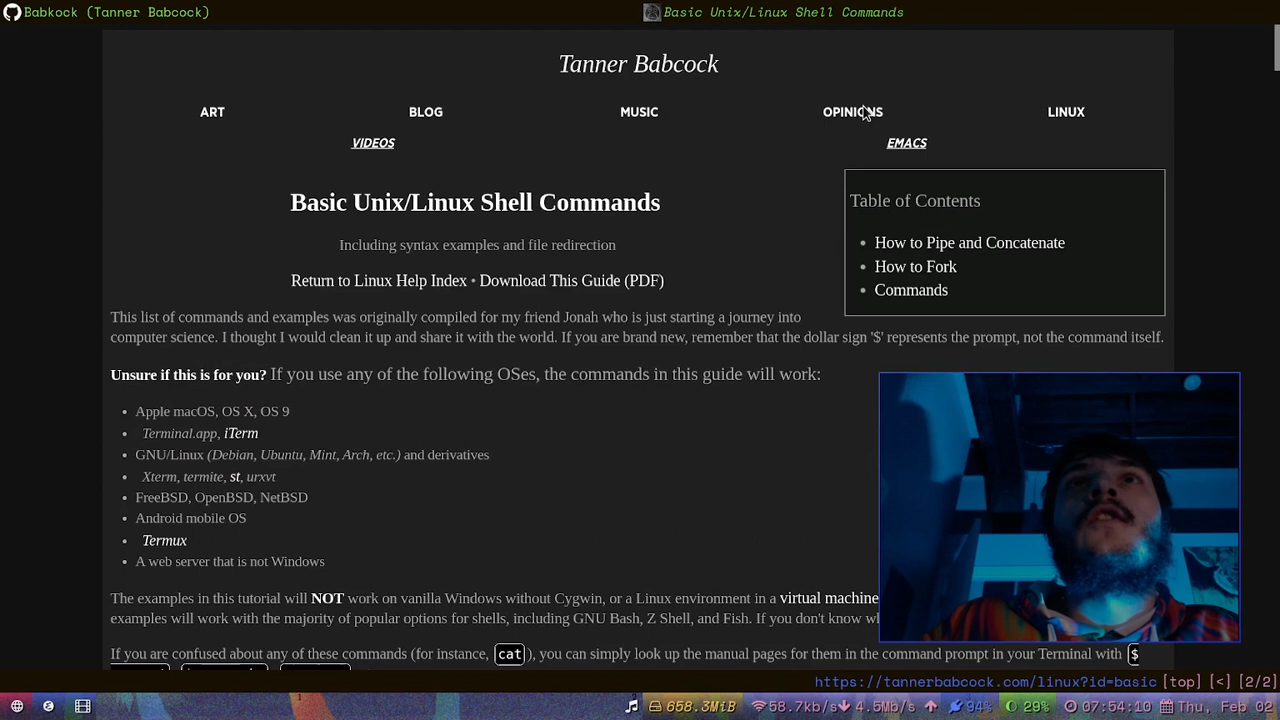 Babkock (Tanner Babcock)
Basic Unix/Linux Shell Commands
Tanner Babcock
ART BLOG MUSIC OPINIONS LINUX
VIDEOS EMACS
Basic Unix/Linux Shell Commands
Including syntax examples and file redirection
Return to Linux Help Index • Download This Guide (PDF)
Table of Contents
• How to Pipe and Concatenate
• How to Fork
• Commands
This list of commands and examples was originally compiled for my friend Jonah who is just starting a journey into
computer science. I thought I would clean it up and share it with the world. If you are brand new, remember that the dollar sign '$' represents the prompt, not the command itself.
Unsure if this is for you? If you use any of the following OSes, the commands in this guide will work:
• Apple macOS, OS X, OS 9
• Terminal.app, iTerm
• GNU/Linux (Debian, Ubuntu, Mint, Arch, etc.) and derivatives
• Xterm, termite, st, urxvt
• FreeBSD, OpenBSD, NetBSD
• Android mobile OS
• Termux
• A web server that is not Windows
The examples in this tutorial will NOT work on vanilla Windows without Cygwin, or a Linux environment in a virtual machine
examples will work with the majority of popular options for shells, including GNU Bash, Z Shell, and Fish. If you don't know
If you are confused about any of these commands (for instance, cat), you can simply look up the manual pages for them in the command prompt in your Terminal with $
https://tannerbabcock.com/linux?id=basic [top] [<] [2/2]
658.3MiB 58.7kb/s 4.5Mb/s 94% 29% 07:54:10 Thu, Feb 02